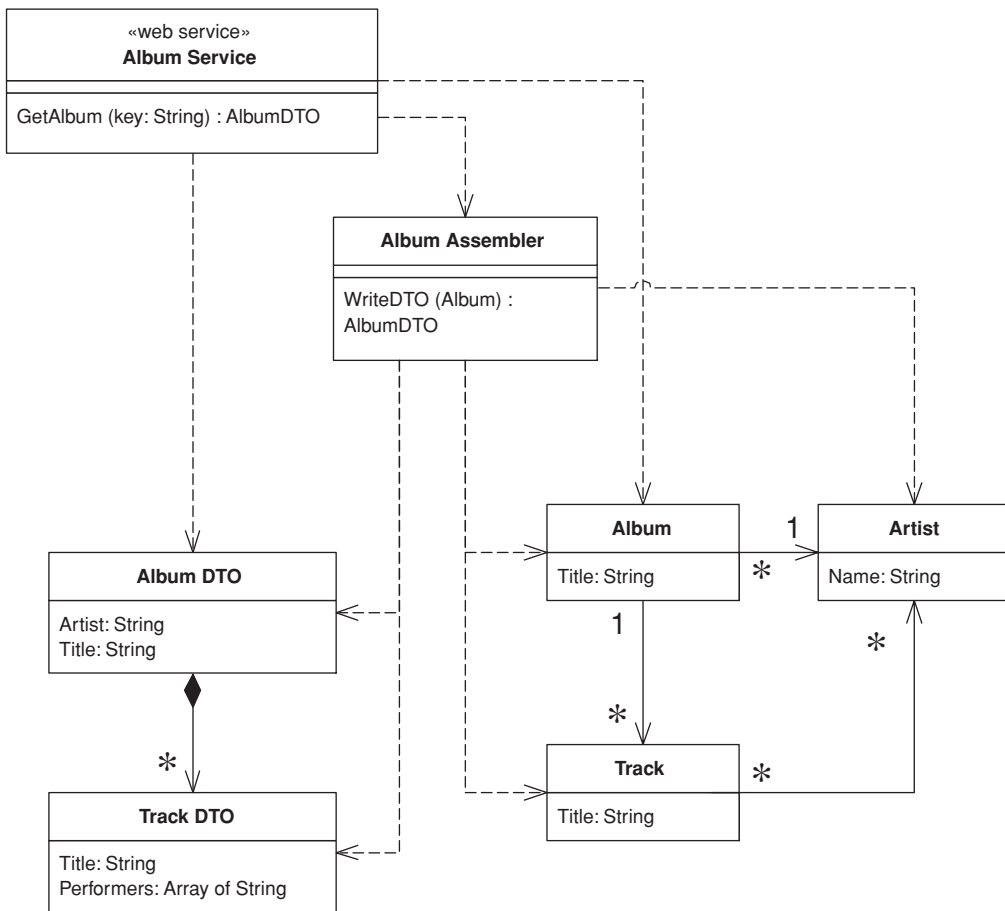 «web service»
Album Service
GetAlbum (key: String) : AlbumDTO
Album Assembler
WriteDTO (Album) :
AlbumDTO
Album
Title: String
1
*
Artist
Name: String
1
*
*
*
Album DTO
Artist: String
Title: String
*
Track
Title: String
Track DTO
Title: String
Performers: Array of String